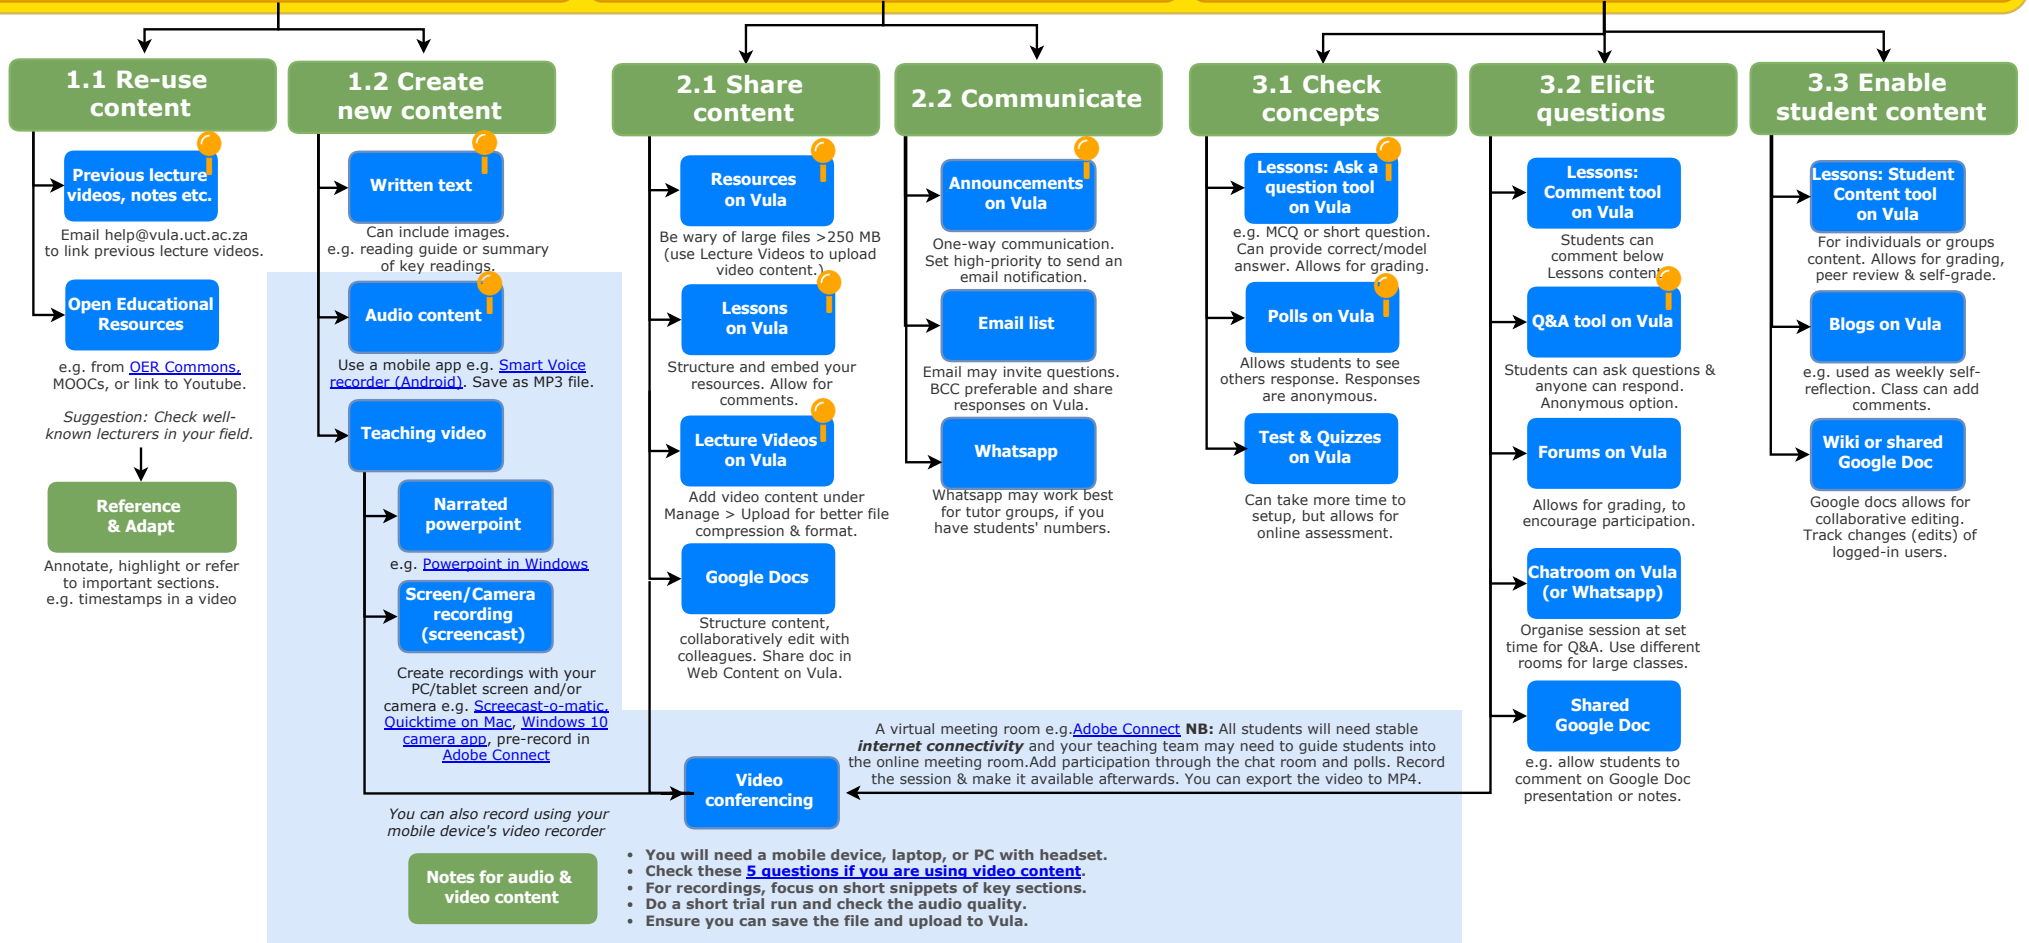 1.1 Re-use
content
Previous lecture
videos, notes etc.
Email help@vula.uct.ac.za
to link previous lecture videos.
Open Educational
Resources
e.g. from OER Commons,
MOOCs, or link to Youtube.
Suggestion: Check well-
known lecturers in your field.
Reference
& Adapt
Annotate, highlight or refer
to important sections.
e.g. timestamps in a video
1.2 Create
new content
Written text
Can include images.
e.g. reading guide or summary
of key readings.
Audio content
Use a mobile app e.g. Smart Voice
recorder (Android). Save as MP3 file.
Teaching video
Narrated
powerpoint
e.g. Powerpoint in Windows
Screen/Camera
recording
(screencast)
Create recordings with your
PC/tablet screen and/or
camera e.g. Screecast-o-matic,
Quicktime on Mac, Windows 10
camera app, pre-record in
Adobe Connect
You can also record using your
mobile device's video recorder
2.1 Share
content
Resources
on Vula
Be wary of large files >250 MB
(use Lecture Videos to upload
video content.)
Lessons
on Vula
Structure and embed your
resources. Allow for
comments.
Lecture Videos
on Vula
Add video content under
Manage > Upload for better file
compression & format.
Google Docs
Structure content,
collaboratively edit with
colleagues. Share doc in
Web Content on Vula.
2.2 Communicate
Announcements
on Vula
One-way communication.
Set high-priority to send an
email notification.
Email list
Email may invite questions.
BCC preferable and share
responses on Vula.
Whatsapp
Whatsapp may work best
for tutor groups, if you
have students' numbers.
3.1 Check
concepts
Lessons: Ask a
question tool
on Vula
e.g. MCQ or short question.
Can provide correct/model
answer. Allows for grading.
Polls on Vula
Allows students to see
others response. Responses
are anonymous.
Test & Quizzes
on Vula
Can take more time to
setup, but allows for
online assessment.
3.2 Elicit
questions
Lessons:
Comment tool
on Vula
Students can
comment below
Lessons content
Q&A tool on Vula
Students can ask questions &
anyone can respond.
Anonymous option.
Forums on Vula
Allows for grading, to
encourage participation.
Chatroom on Vula
(or Whatsapp)
Organise session at set
time for Q&A. Use different
rooms for large classes.
Shared
Google Doc
e.g. allow students to
comment on Google Doc
presentation or notes.
3.3 Enable
student content
Lessons: Student
Content tool
on Vula
For individuals or groups
content. Allows for grading,
peer review & self-grade.
Blogs on Vula
e.g. used as weekly self-
reflection. Class can add
comments.
Wiki or shared
Google Doc
Google docs allows for
collaborative editing.
Track changes (edits) of
logged-in users.
Video
conferencing
A virtual meeting room e.g.Adobe Connect NB: All students will need stable
internet connectivity and your teaching team may need to guide students into
the online meeting room.Add participation through the chat room and polls. Record
the session & make it available afterwards. You can export the video to MP4.
Notes for audio &
video content
• You will need a mobile device, laptop, or PC with headset.
• Check these 5 questions if you are using video content.
• For recordings, focus on short snippets of key sections.
• Do a short trial run and check the audio quality.
• Ensure you can save the file and upload to Vula.